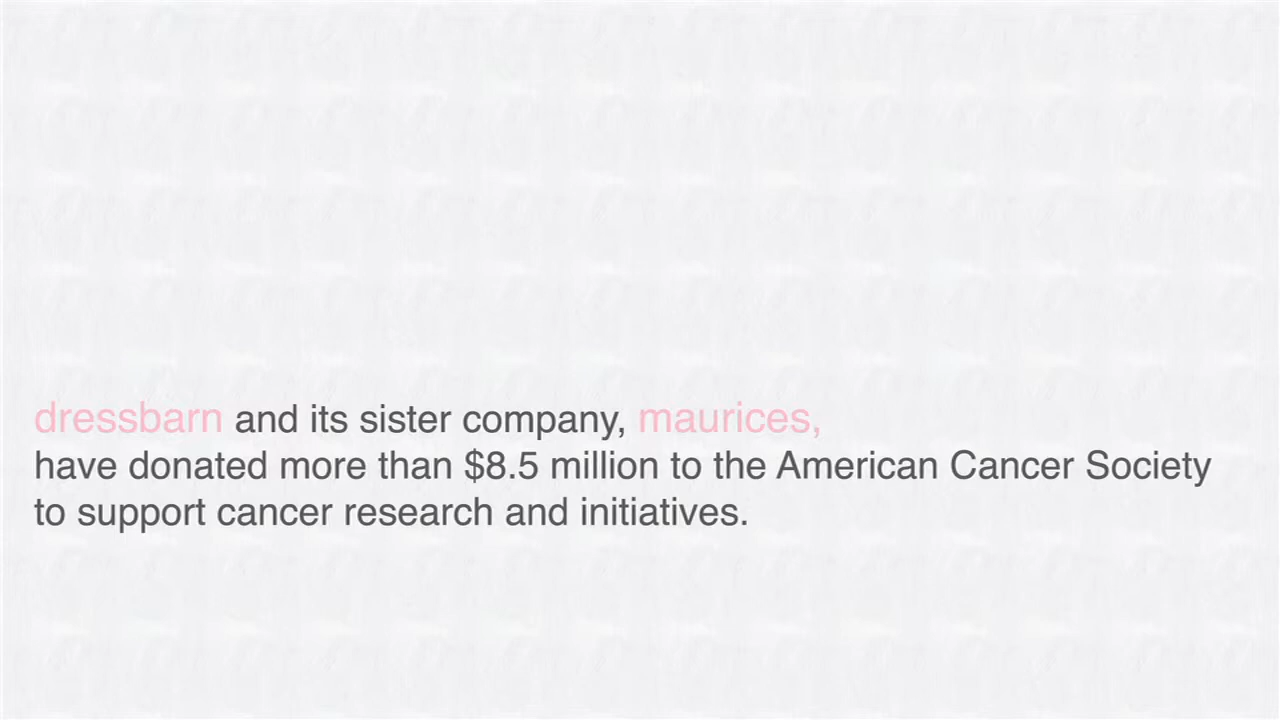 dressbarn and its sister company, maurices,
have donated more than $8.5 million to the American Cancer Society
to support cancer research and initiatives.